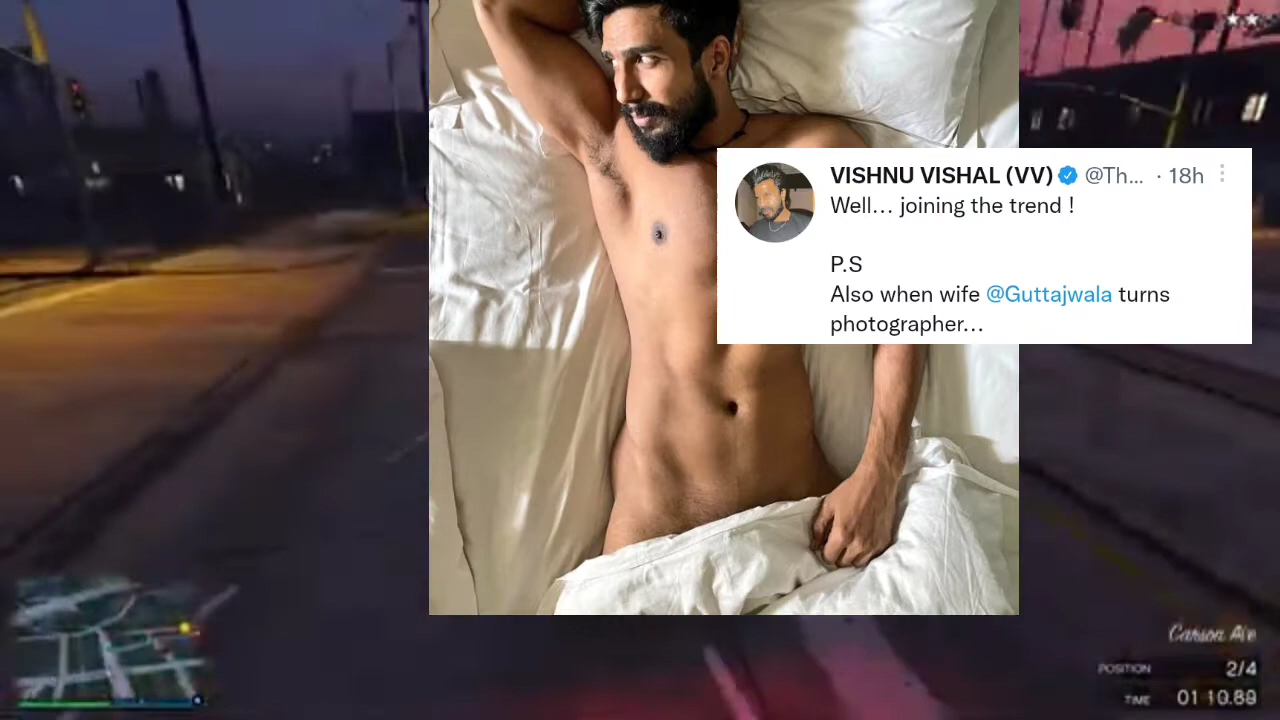 VISHNU VISHAL (VV) @Th... · 18h
Well... joining the trend !
P.S
Also when wife @Guttajwala turns
photographer...
Carson Ave
POSITION 2/4
TIME 01 10.89